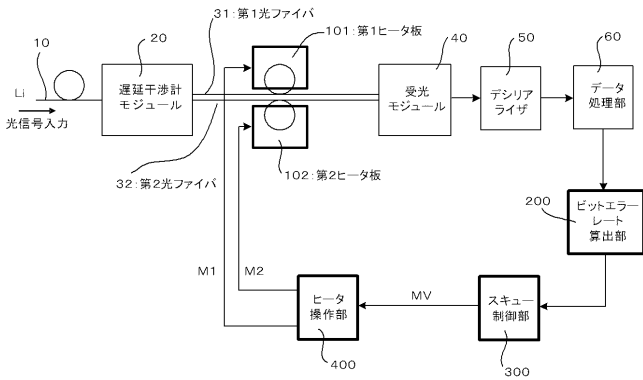 31:第1光ファイバ
101:第1ヒータ板
10
20
40
50
60
Li
光信号入力
遅延干渉計
モジュール
受光
モジュール
デシリア
ライザ
データ
処理部
32:第2光ファイバ
102:第2ヒータ板
200
ビットエラー
レート
算出部
M1
M2
MV
ヒータ
操作部
スキュー
制御部
400
300